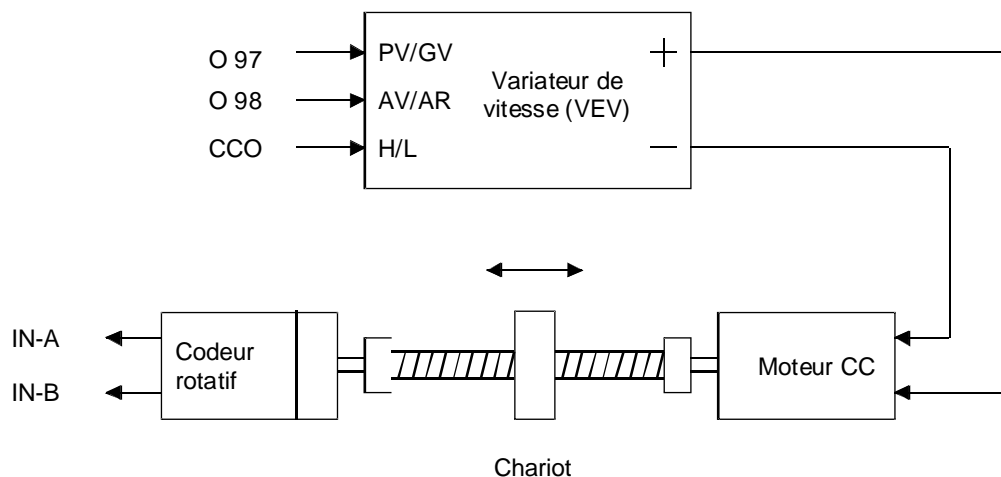 O 97
PV/GV
+
O 98
AV/AR
Variateur de
vitesse (VEV)
CCO
H/L
—
IN-A
IN-B
Codeur
rotatif
Moteur CC
Chariot